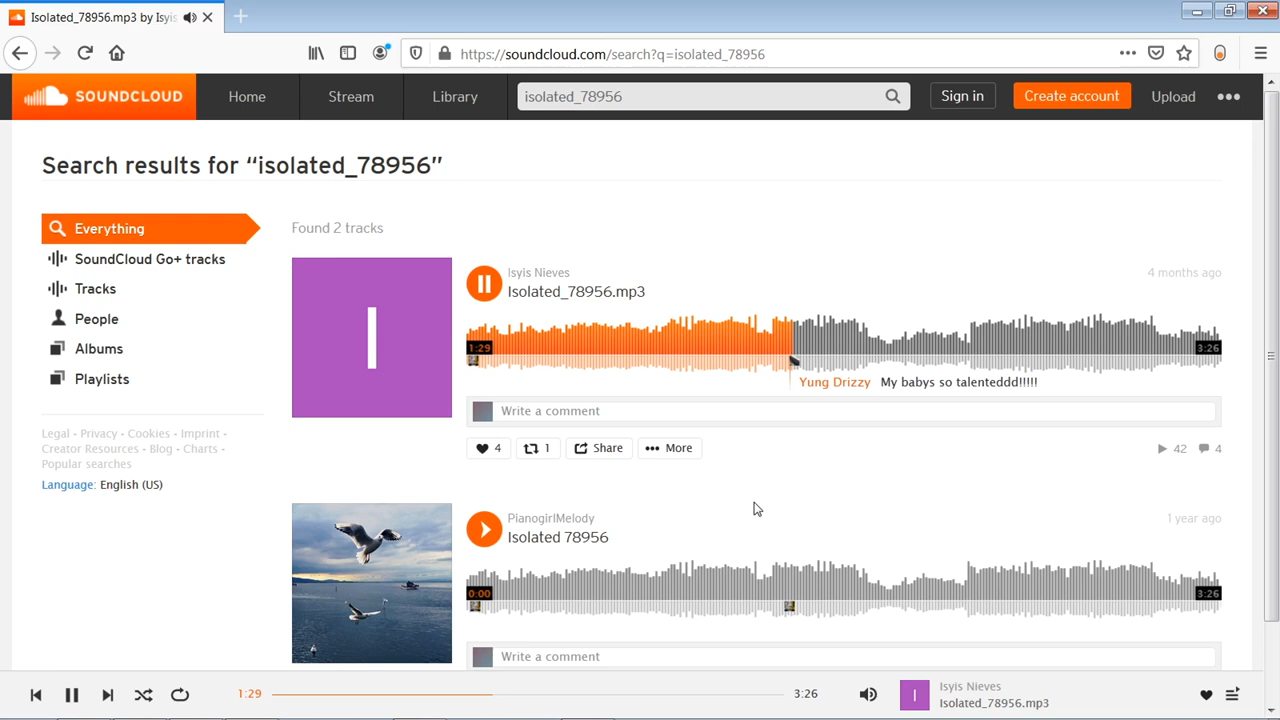 Isolated_78956.mp3 by Isyis
https://soundcloud.com/search?q=isolated_78956
SOUNDCLOUD
Home
Stream
Library
isolated_78956
Sign in
Create account
Upload
Search results for “isolated_78956”
Everything
SoundCloud Go+ tracks
Tracks
People
Albums
Playlists
Legal - Privacy - Cookies - Imprint -
Creator Resources - Blog - Charts -
Popular searches
Language: English (US)
Found 2 tracks
I
Isyis Nieves
4 months ago
Isolated_78956.mp3
1:29
3:26
Yung Drizzy My babys so talenteddd!!!!!
Write a comment
4
1
Share
More
42
4
PianogirlMelody
1 year ago
Isolated 78956
0:00
3:26
Write a comment
1:29
3:26
I
Isyis Nieves
Isolated_78956.mp3